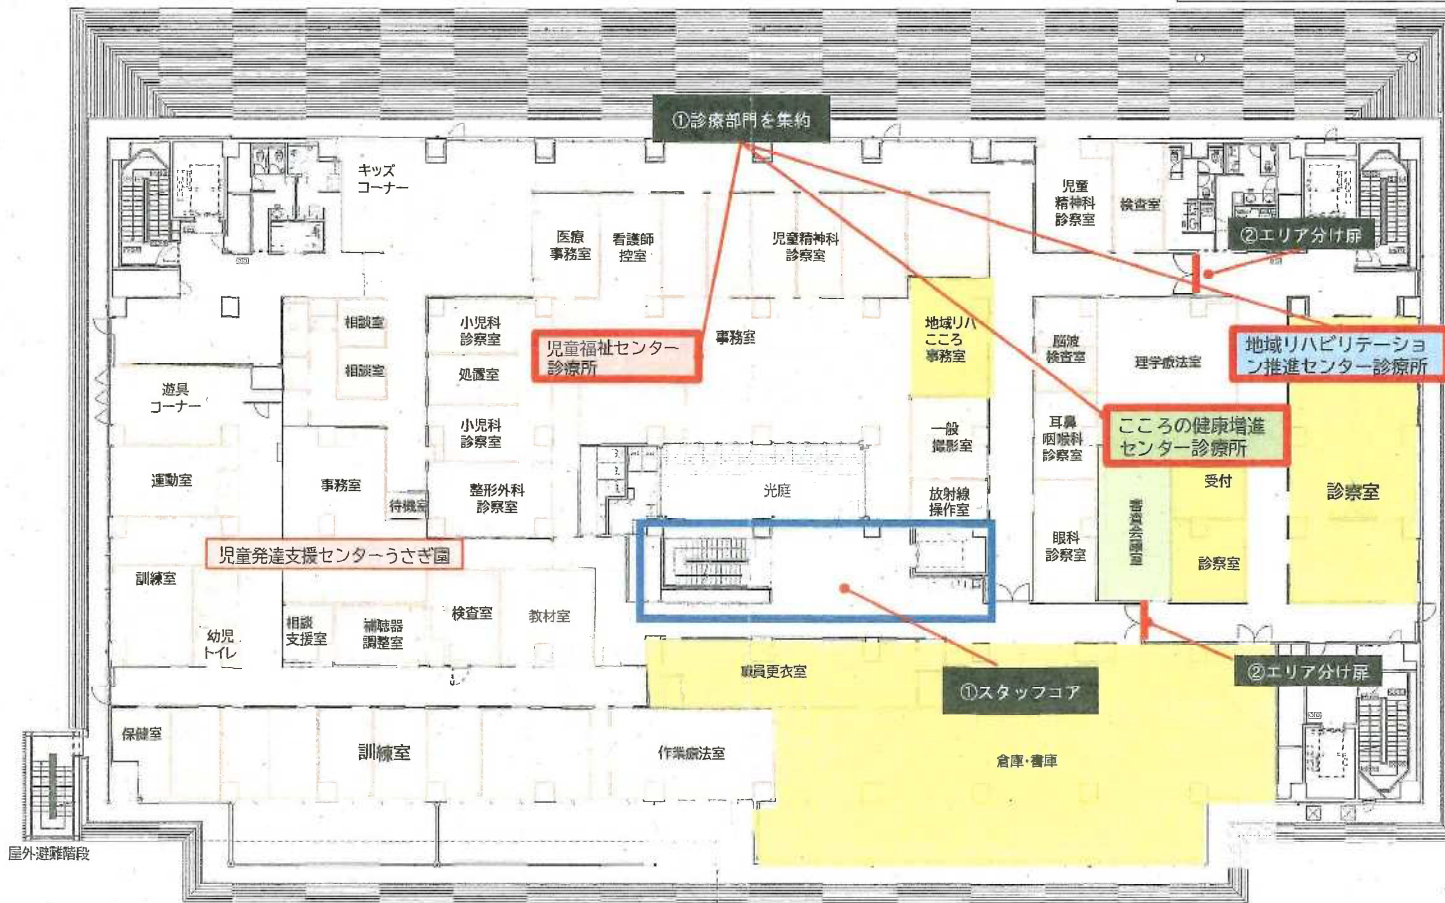 ①診療部門を集約
キッズ
コーナー
医療
事務室
看護師
控室
児童精神科
診察室
児童
精神科
診察室
検査室
②エリア分け扉
相談室
相談室
小児科
診察室
処置室
小児科
診察室
整形外科
診察室
児童福祉センター
診療所
事務室
地域リハ
こころ
事務室
脳波
検査室
理学療法室
地域リハビリテーショ
ン推進センター診療所
遊具
コーナー
運動室
事務室
待機室
一般
撮影室
放射線
操作室
光庭
耳鼻
咽喉科
診察室
こころの健康増進
センター診療所
受付
診察室
審査会議室
診察室
眼科
診察室
児童発達支援センターうさぎ園
訓練室
幼児
トイレ
相談
支援室
補聴器
調整室
検査室
教材室
職員更衣室
①スタッフコア
②エリア分け扉
保健室
訓練室
作業療法室
倉庫・書庫
屋外避難階段